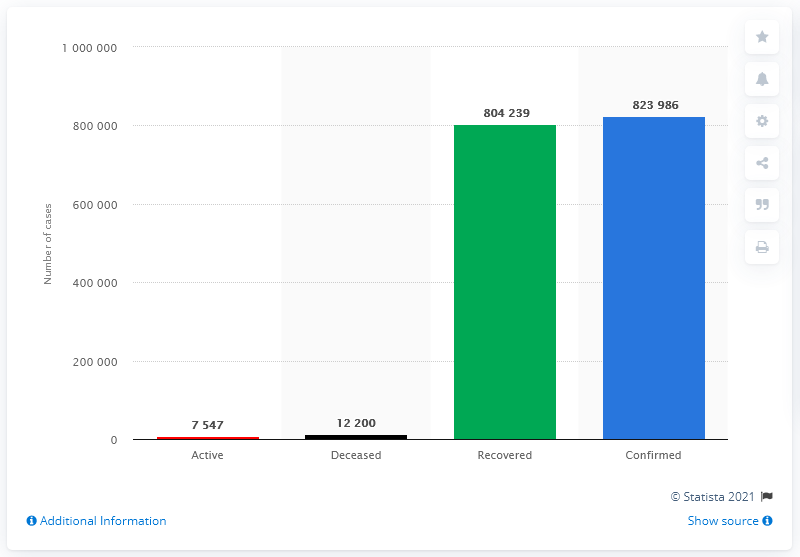 1 000 000
800 000
600 000
400 000
200 000
0
Number of cases
7 547
12 200
804 239
823 986
Active
Deceased
Recovered
Confirmed
© Statista 2021
Additional Information
Show source